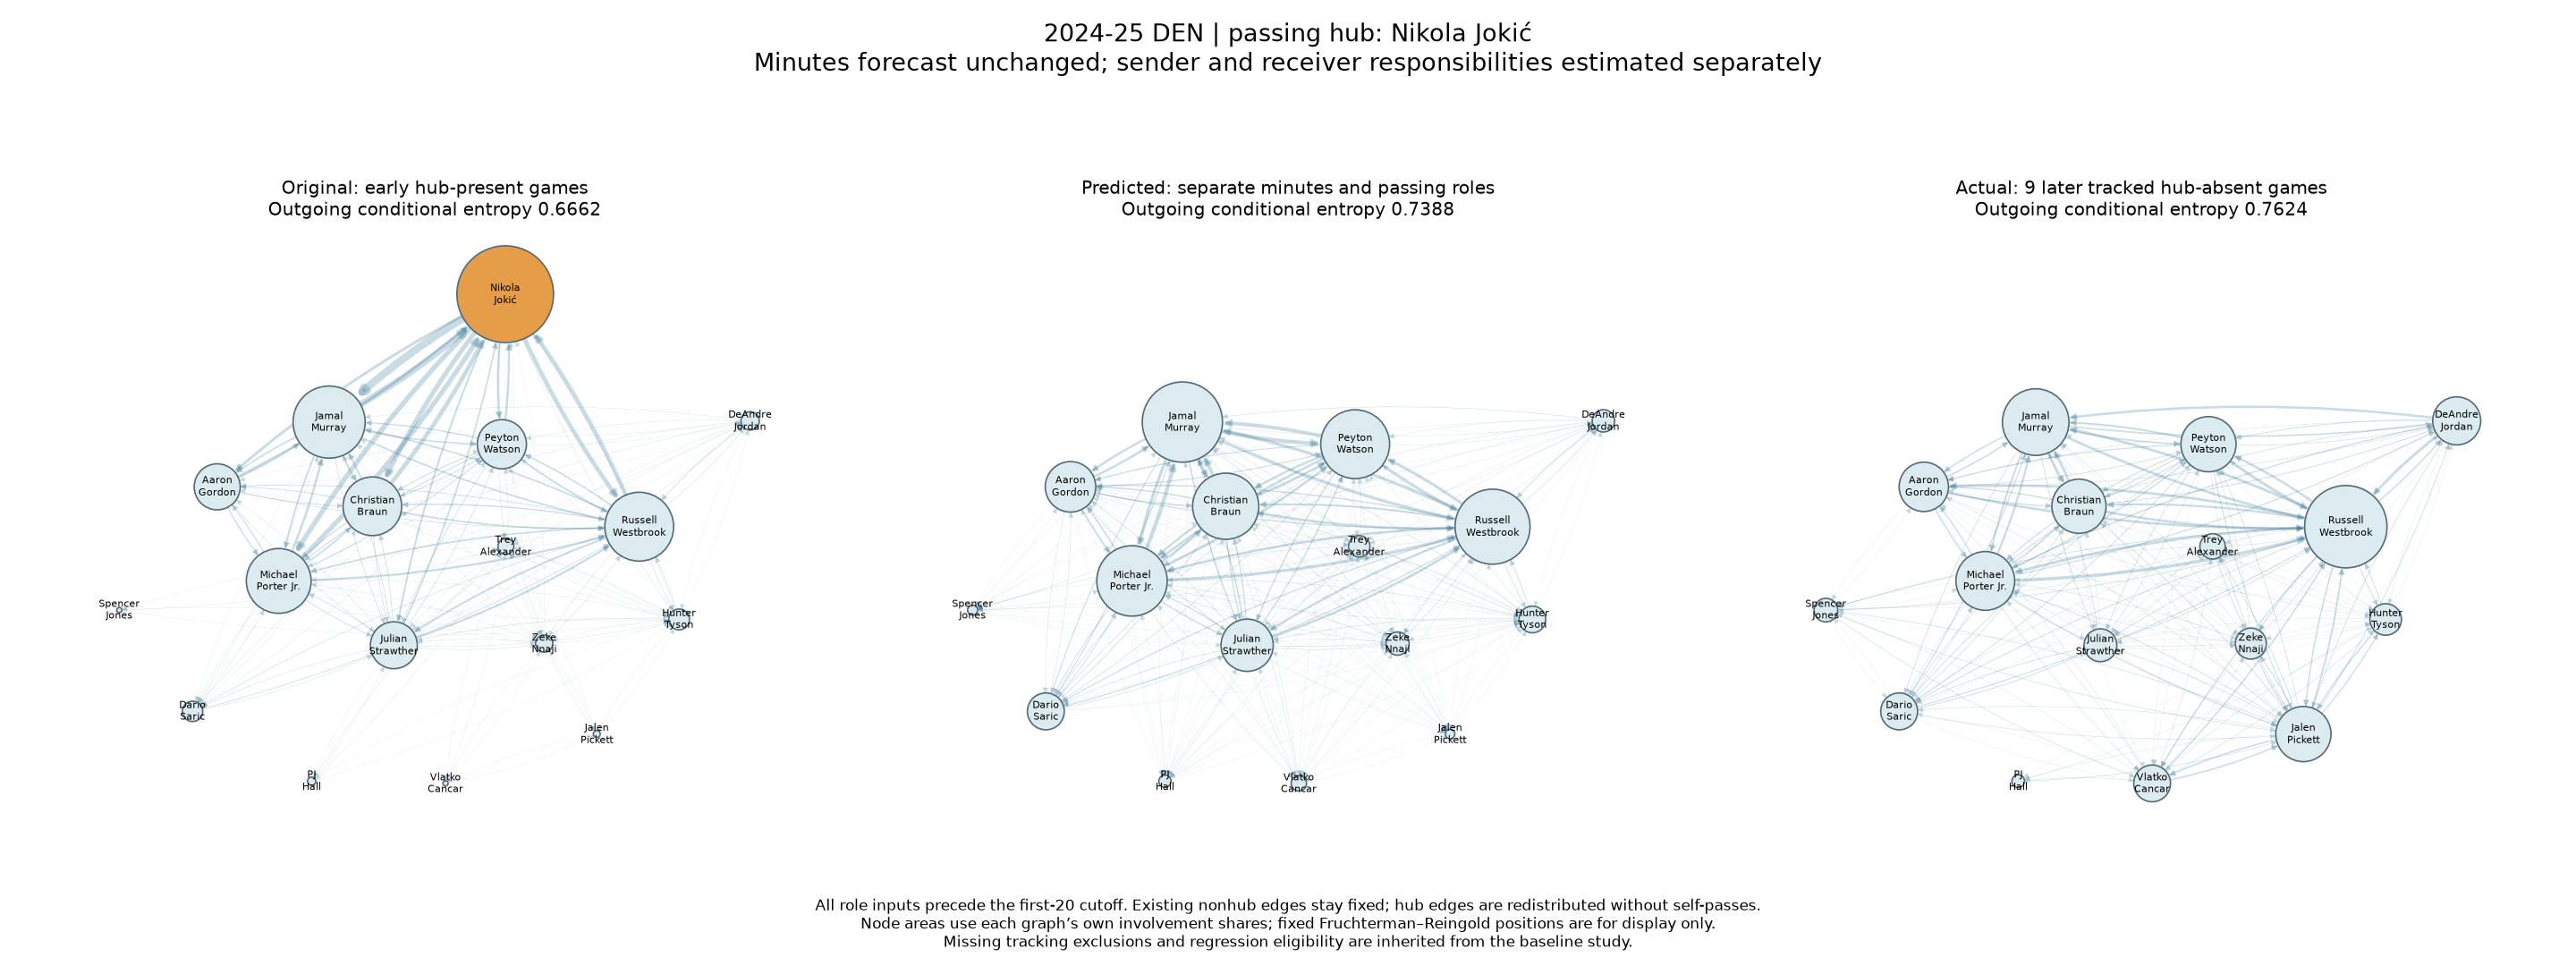 2024-25 DEN | passing hub: Nikola Jokić
Minutes forecast unchanged; sender and receiver responsibilities estimated separately
Original: early hub-present games
Outgoing conditional entropy 0.6662
Nikola
Jokić
Jamal
Murray
DeAndre
Jordan
Peyton
Watson
Aaron
Gordon
Christian
Braun
Russell
Westbrook
Trey
Alexander
Michael
Porter Jr.
Spencer
Jones
Hunter
Tyson
Julian
Strawther
Zeke
Nnaji
Dario
Saric
Jalen
Pickett
PJ
Hall
Vlatko
Cancar
Predicted: separate minutes and passing roles
Outgoing conditional entropy 0.7388
Jamal
Murray
DeAndre
Jordan
Peyton
Watson
Aaron
Gordon
Christian
Braun
Russell
Westbrook
Trey
Alexander
Michael
Porter Jr.
Spencer
Jones
Hunter
Tyson
Julian
Strawther
Zeke
Nnaji
Dario
Saric
Jalen
Pickett
PJ
Hall
Vlatko
Cancar
Actual: 9 later tracked hub-absent games
Outgoing conditional entropy 0.7624
Jamal
Murray
DeAndre
Jordan
Peyton
Watson
Aaron
Gordon
Christian
Braun
Russell
Westbrook
Trey
Alexander
Michael
Porter Jr.
Spencer
Jones
Hunter
Tyson
Julian
Strawther
Zeke
Nnaji
Dario
Saric
Jalen
Pickett
PJ
Hall
Vlatko
Cancar
All role inputs precede the first-20 cutoff. Existing nonhub edges stay fixed; hub edges are redistributed without self-passes.
Node areas use each graph’s own involvement shares; fixed Fruchterman–Reingold positions are for display only.
Missing tracking exclusions and regression eligibility are inherited from the baseline study.